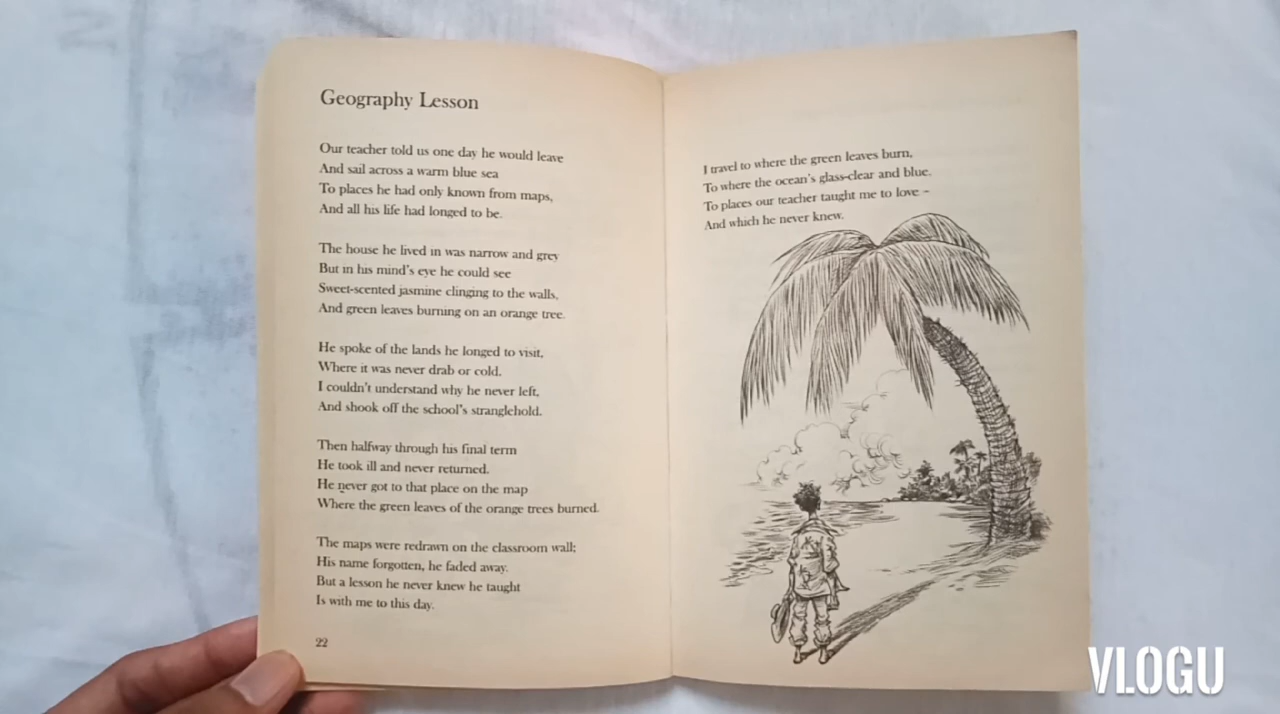 Geography Lesson
Our teacher told us one day he would leave
And sail across a warm blue sea
To places he had only known from maps,
And all his life had longed to be.
The house he lived in was narrow and grey
But in his mind's eye he could see
Sweet-scented jasmine clinging to the walls,
And green leaves burning on an orange tree.
He spoke of the lands he longed to visit,
Where it was never drab or cold.
I couldn't understand why he never left,
And shook off the school's stranglehold.
Then halfway through his final term
He took ill and never returned.
He never got to that place on the map
Where the green leaves of the orange trees burned.
The maps were redrawn on the classroom wall;
His name forgotten, he faded away.
But a lesson he never knew he taught
Is with me to this day.
22
I travel to where the green leaves burn,
To where the ocean's glass-clear and blue,
To places our teacher taught me to love –
And which he never knew.
VLOGU